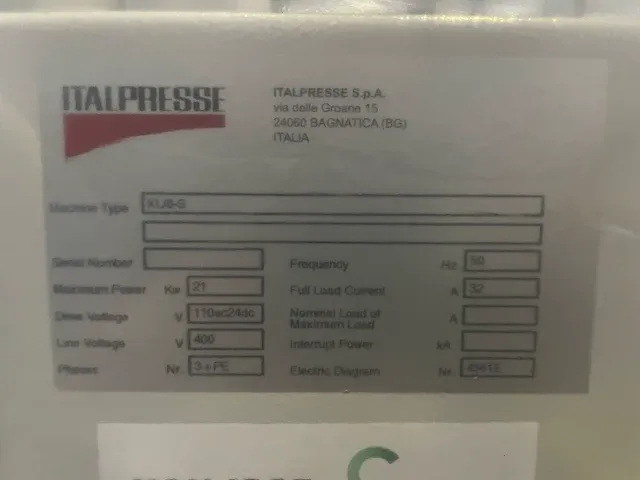 ITALPRESSE
ITALPRESSE S.p.A.
via delle Groane 15
24060 BAGNATICA (BG)
ITALIA
Machine Type
Serial Number
Frequency Hz 50
Maximum Power Kw 21
Full Load Current A 32
Drive Voltage V 110ac24dc
Nominal Load of
Maximum Load A
Line Voltage V 400
Interrupt Power kA
Phases Nr. 3+PE
Electric Diagram Nr.